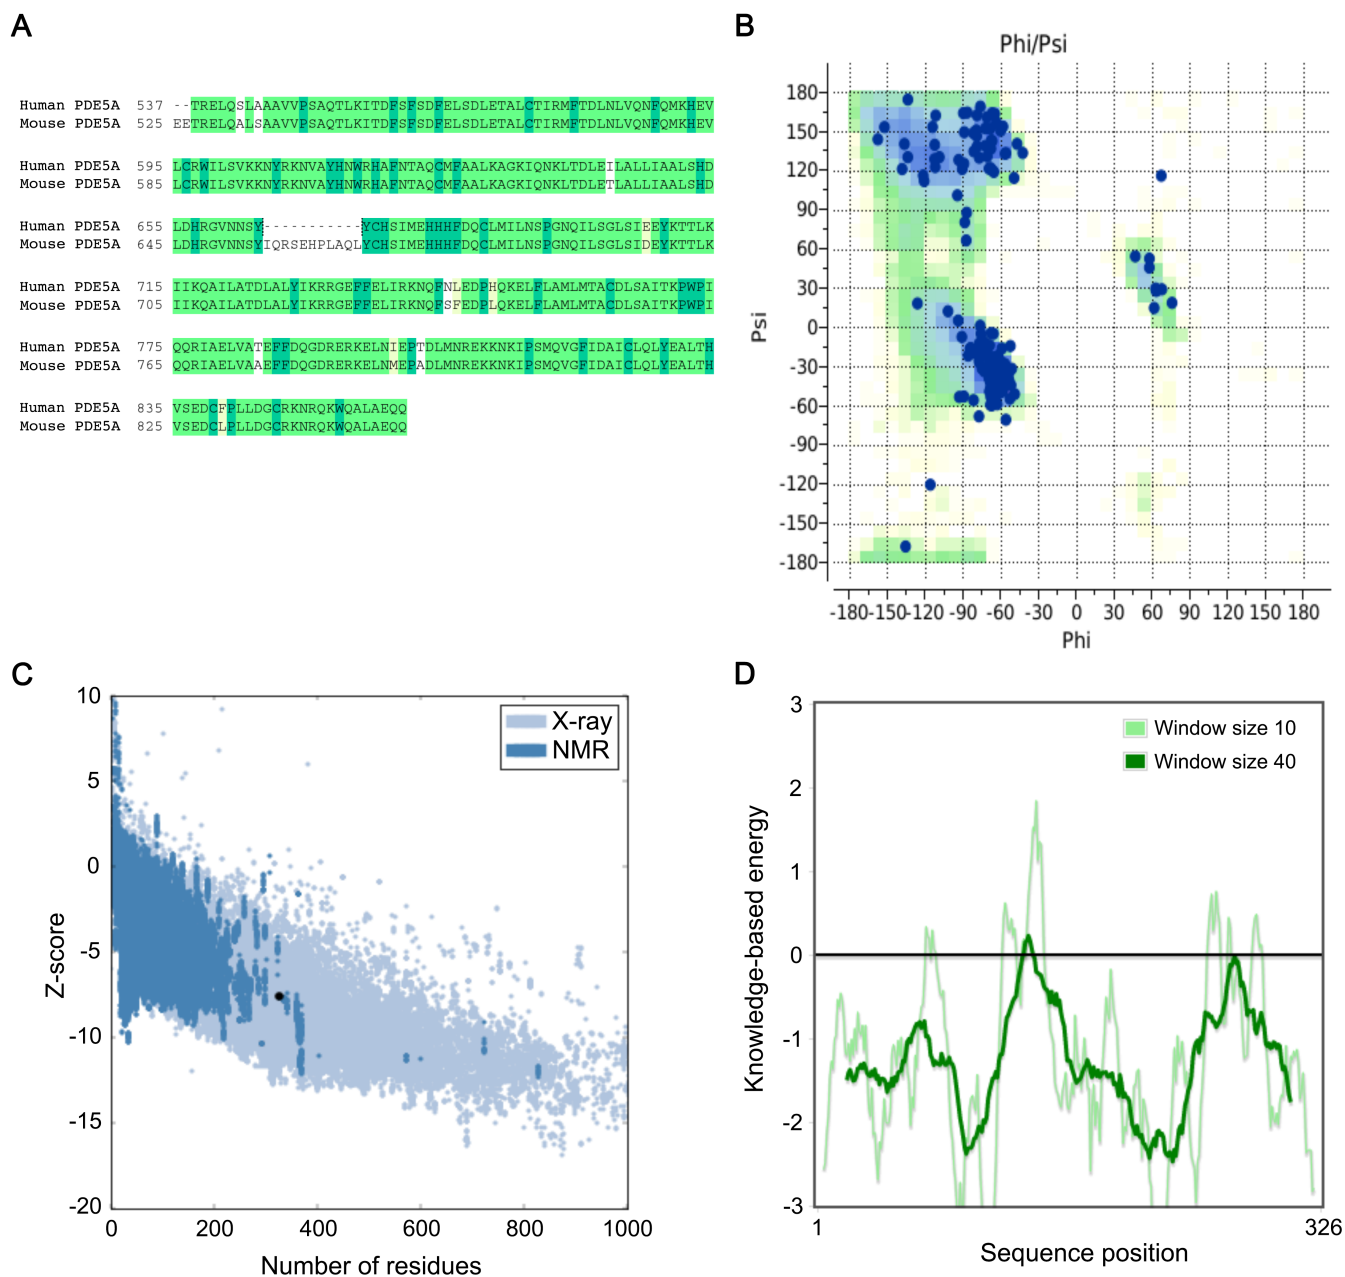 A
Human PDE5A 537 --TRELQSLAAAVVPSAQTLKITDFSFSDFELSDLETALCTIRMFTDLNLVQNFQMKHEV
Mouse PDE5A 525 EETRELQALSAAVVPSAQTLKITDFSFSDFELSDLETALCTIRMFTDLNLVQNFQMKHEV
Human PDE5A 595 LCRWILSVKKNYRKNVAYHNWRHAFNTAQCMFAALKAGKIQNKLTDLEILALLIAALSHD
Mouse PDE5A 585 LCRWILSVKKNYRKNVAYHNWRHAFNTAQCMFAALKAGKIQNKLTDLETLALLIAALSHD
Human PDE5A 655 LDHRGVNNSY-----------YCHSIMEHHHFDQCLMILNSPGNQILSGLSIEEYKTTLK
Mouse PDE5A 645 LDHRGVNNSYIQRSEHPLAQLYCHSIMEHHHFDQCLMILNSPGNQILSGLSIDEYKTTLK
Human PDE5A 715 IIKQAILATDLALYIKRRGEFFELIRKNQFNLEDPHQKELFLAMLMTACDLSAITKPWPI
Mouse PDE5A 705 IIKQAILATDLALYIKRRGEFFELIRKNQFSFEDPLQKELFLAMLMTACDLSAITKPWPI
Human PDE5A 775 QQRIAELVATEFFDQGDRERKELNIEPTDLMNREKKNKIPSMQVGFIDAICLQLYEALTH
Mouse PDE5A 765 QQRIAELVAAEFFDQGDRERKELNMEPADLMNREKKNKIPSMQVGFIDAICLQLYEALTH
Human PDE5A 835 VSEDCFPLLDGCRKNRQKWQALAEQQ
Mouse PDE5A 825 VSEDCLPLLDGCRKNRQKWQALAEQQ
B
Phi/Psi
180
150
120
90
60
30
0
-30
-60
-90
-120
-150
-180
Psi
-180 -150 -120 -90 -60 -30 0 30 60 90 120 150 180
Phi
C
10
5
0
-5
-10
-15
-20
Z-score
X-ray
NMR
0 200 400 600 800 1000
Number of residues
D
3
2
1
0
-1
-2
-3
Knowledge-based energy
Window size 10
Window size 40
1 326
Sequence position